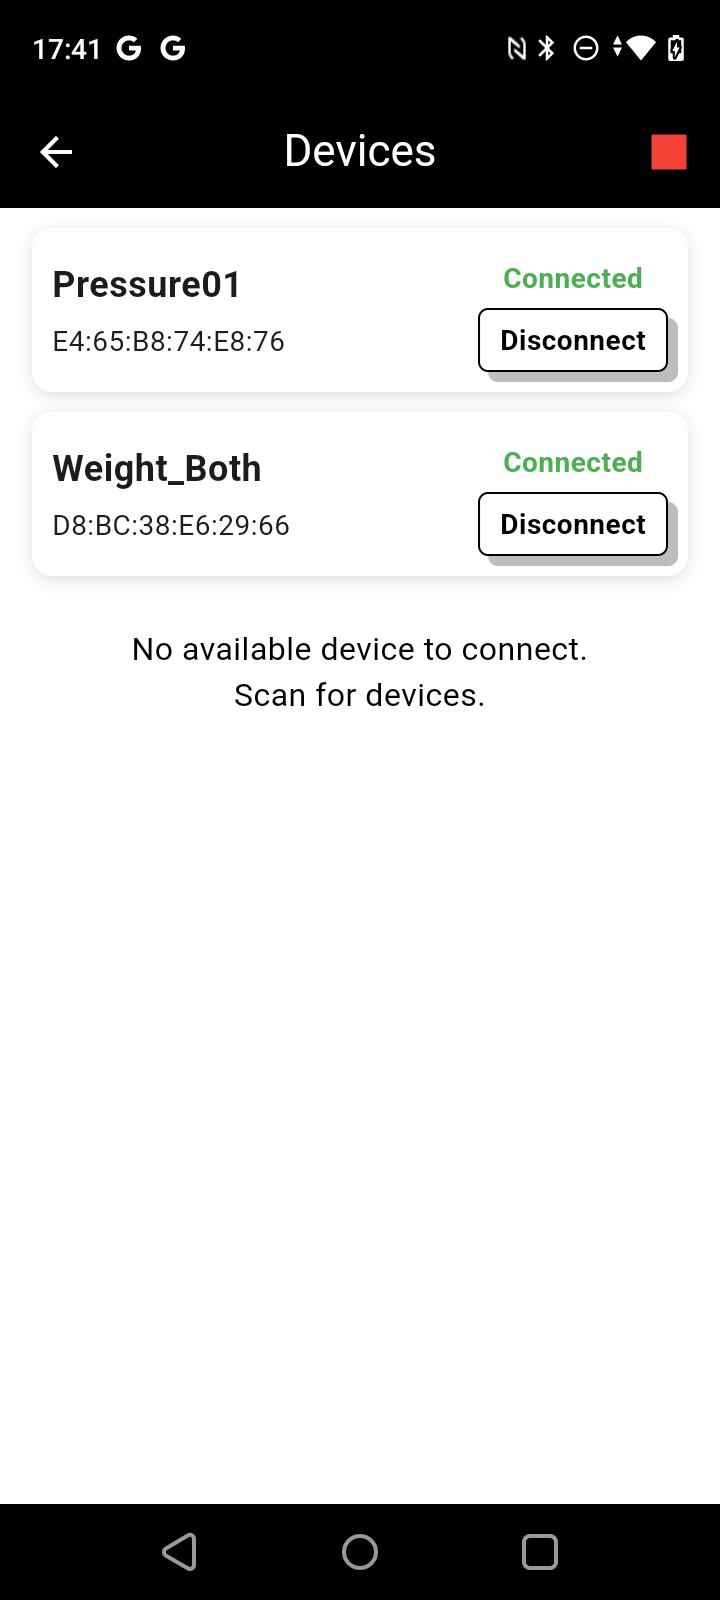 17:41
Devices
Pressure01
Connected
E4:65:B8:74:E8:76
Disconnect
Weight_Both
Connected
D8:BC:38:E6:29:66
Disconnect
No available device to connect.
Scan for devices.